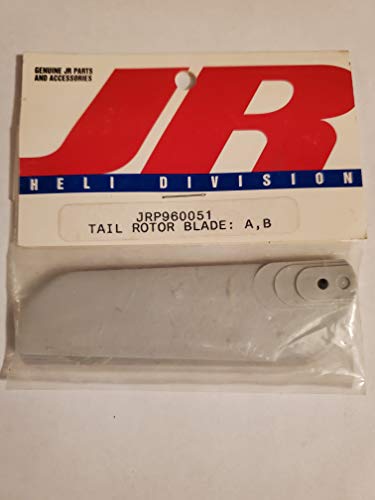 GENUINE JR PARTS
AND ACCESSORIES
JR
HELI DIVISION
JRP960051
TAIL ROTOR BLADE: A,B